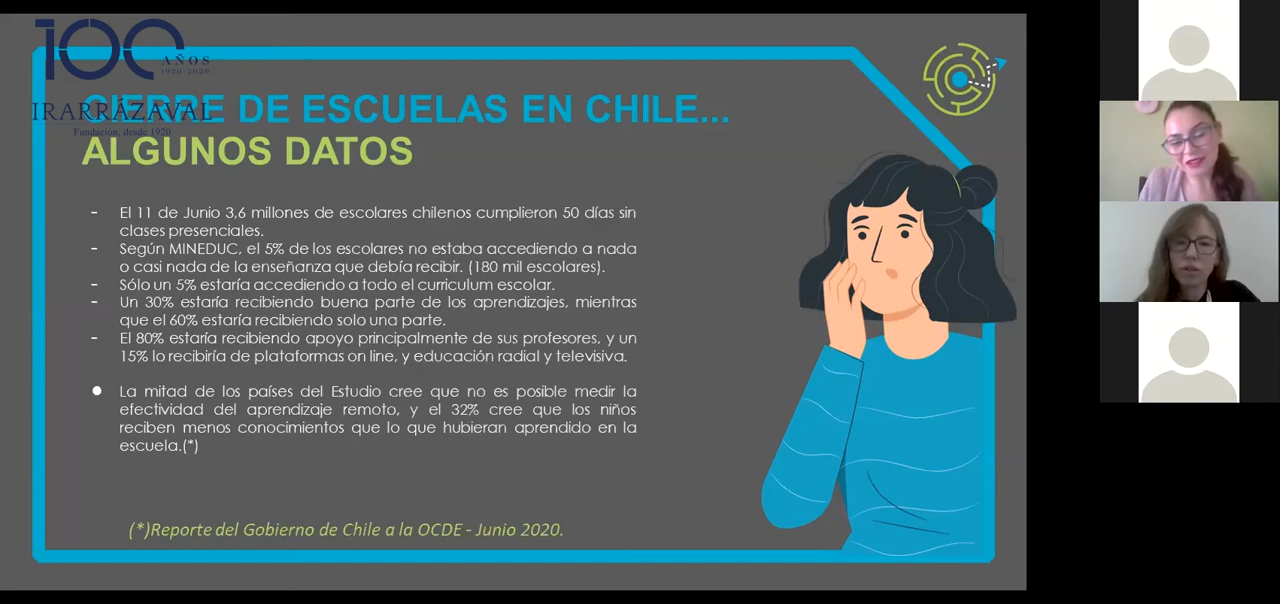 100
AÑOS
1920-2020
IRARRÁZAVAL
Fundación, desde 1920
CIERRE DE ESCUELAS EN CHILE...
ALGUNOS DATOS
- El 11 de Junio 3,6 millones de escolares chilenos cumplieron 50 días sin
clases presenciales.
- Según MINEDUC, el 5% de los escolares no estaba accediendo a nada
o casi nada de la enseñanza que debía recibir. (180 mil escolares).
- Sólo un 5% estaría accediendo a todo el curriculum escolar.
- Un 30% estaría recibiendo buena parte de los aprendizajes, mientras
que el 60% estaría recibiendo solo una parte.
- El 80% estaría recibiendo apoyo principalmente de sus profesores, y un
15% lo recibiría de plataformas on line, y educación radial y televisiva.
● La mitad de los países del Estudio cree que no es posible medir la
efectividad del aprendizaje remoto, y el 32% cree que los niños
reciben menos conocimientos que lo que hubieran aprendido en la
escuela.(*)
(*)Reporte del Gobierno de Chile a la OCDE - Junio 2020.